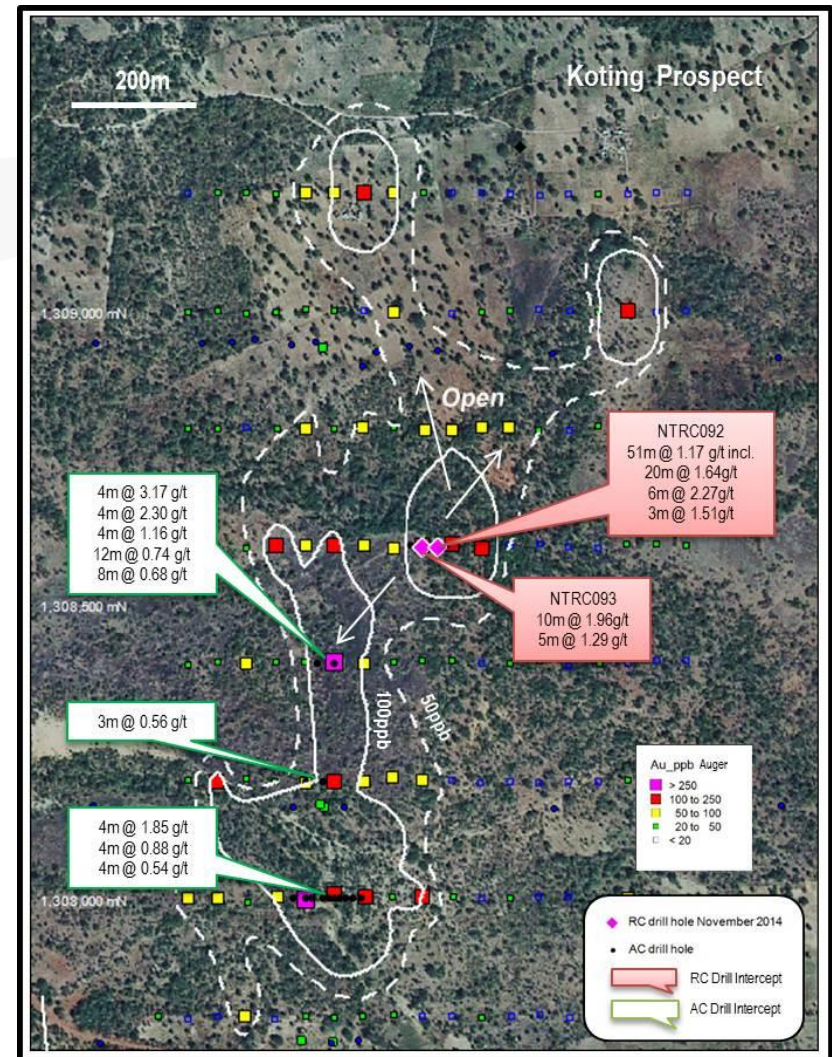 200m
Koting Prospect
1,309,000 mN
Open
NTRC092
51m @ 1.17 g/t incl.
20m @ 1.64g/t
6m @ 2.27g/t
3m @ 1.51g/t
4m @ 3.17 g/t
4m @ 2.30 g/t
4m @ 1.16 g/t
12m @ 0.74 g/t
8m @ 0.68 g/t
NTRC093
10m @ 1.96g/t
5m @ 1.29 g/t
1,308,500 mN
100ppb
50ppb
3m @ 0.56 g/t
Au_ppb Auger
> 250
100 to 250
50 to 100
20 to 50
< 20
4m @ 1.85 g/t
4m @ 0.88 g/t
4m @ 0.54 g/t
1,308,000 mN
RC drill hole November 2014
AC drill hole
RC Drill Intercept
AC Drill Intercept